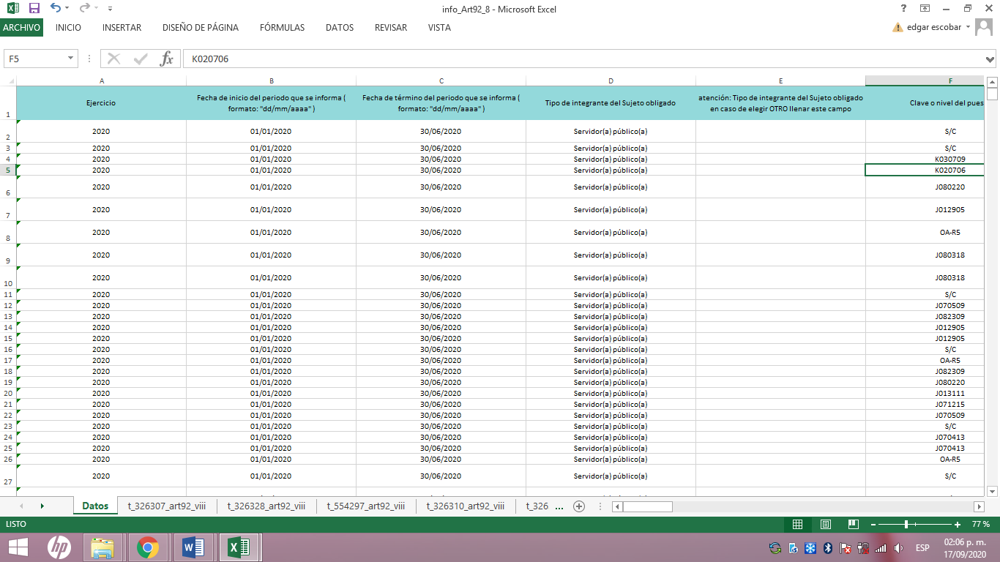 info_Art92_8 - Microsoft Excel
ARCHIVO INICIO INSERTAR DISEÑO DE PÁGINA FÓRMULAS DATOS REVISAR VISTA edgar escobar
F5 fx K020706
A B C D E F
1 Ejercicio Fecha de inicio del periodo que se informa ( formato: "dd/mm/aaaa" ) Fecha de término del periodo que se informa ( formato: "dd/mm/aaaa" ) Tipo de integrante del Sujeto obligado atención: Tipo de integrante del Sujeto obligado en caso de elegir OTRO llenar este campo Clave o nivel del pues
2 2020 01/01/2020 30/06/2020 Servidor(a) público(a) S/C
3 2020 01/01/2020 30/06/2020 Servidor(a) público(a) S/C
4 2020 01/01/2020 30/06/2020 Servidor(a) público(a) K030709
5 2020 01/01/2020 30/06/2020 Servidor(a) público(a) K020706
6 2020 01/01/2020 30/06/2020 Servidor(a) público(a) J080220
7 2020 01/01/2020 30/06/2020 Servidor(a) público(a) J012905
8 2020 01/01/2020 30/06/2020 Servidor(a) público(a) OA-R5
9 2020 01/01/2020 30/06/2020 Servidor(a) público(a) J080318
10 2020 01/01/2020 30/06/2020 Servidor(a) público(a) J080318
11 2020 01/01/2020 30/06/2020 Servidor(a) público(a) S/C
12 2020 01/01/2020 30/06/2020 Servidor(a) público(a) J070509
13 2020 01/01/2020 30/06/2020 Servidor(a) público(a) J082309
14 2020 01/01/2020 30/06/2020 Servidor(a) público(a) J012905
15 2020 01/01/2020 30/06/2020 Servidor(a) público(a) J012905
16 2020 01/01/2020 30/06/2020 Servidor(a) público(a) S/C
17 2020 01/01/2020 30/06/2020 Servidor(a) público(a) OA-R5
18 2020 01/01/2020 30/06/2020 Servidor(a) público(a) J082309
19 2020 01/01/2020 30/06/2020 Servidor(a) público(a) J080220
20 2020 01/01/2020 30/06/2020 Servidor(a) público(a) J013111
21 2020 01/01/2020 30/06/2020 Servidor(a) público(a) J071215
22 2020 01/01/2020 30/06/2020 Servidor(a) público(a) J070509
23 2020 01/01/2020 30/06/2020 Servidor(a) público(a) S/C
24 2020 01/01/2020 30/06/2020 Servidor(a) público(a) J070413
25 2020 01/01/2020 30/06/2020 Servidor(a) público(a) J070413
26 2020 01/01/2020 30/06/2020 Servidor(a) público(a) OA-R5
27 2020 01/01/2020 30/06/2020 Servidor(a) público(a) S/C
Datos t_326307_art92_viii t_326328_art92_viii t_554297_art92_viii t_326310_art92_viii t_326 ...
LISTO 77 %
hp ESP 02:06 p. m.
17/09/2020